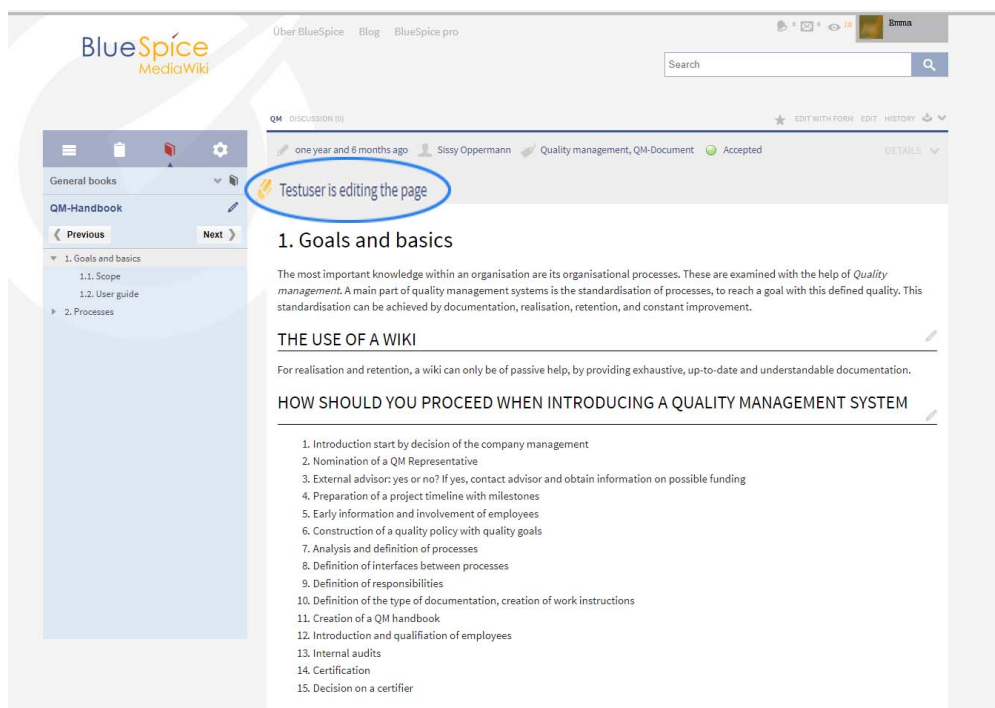 BlueSpice
MediaWiki
Über BlueSpice Blog BlueSpice pro
Emma
Search
QM DISCUSSION (0)
EDIT WITH FORM EDIT HISTORY
one year and 6 months ago Sissy Oppermann Quality management, QM-Document Accepted DETAILS
Testuser is editing the page
General books
QM-Handbook
Previous Next
1. Goals and basics
1.1. Scope
1.2. User guide
2. Processes
1. Goals and basics
The most important knowledge within an organisation are its organisational processes. These are examined with the help of Quality
management. A main part of quality management systems is the standardisation of processes, to reach a goal with this defined quality. This
standardisation can be achieved by documentation, realisation, retention, and constant improvement.
THE USE OF A WIKI
For realisation and retention, a wiki can only be of passive help, by providing exhaustive, up-to-date and understandable documentation.
HOW SHOULD YOU PROCEED WHEN INTRODUCING A QUALITY MANAGEMENT SYSTEM
1. Introduction start by decision of the company management
2. Nomination of a QM Representative
3. External advisor: yes or no? If yes, contact advisor and obtain information on possible funding
4. Preparation of a project timeline with milestones
5. Early information and involvement of employees
6. Construction of a quality policy with quality goals
7. Analysis and definition of processes
8. Definition of interfaces between processes
9. Definition of responsibilities
10. Definition of the type of documentation, creation of work instructions
11. Creation of a QM handbook
12. Introduction and qualifiation of employees
13. Internal audits
14. Certification
15. Decision on a certifier